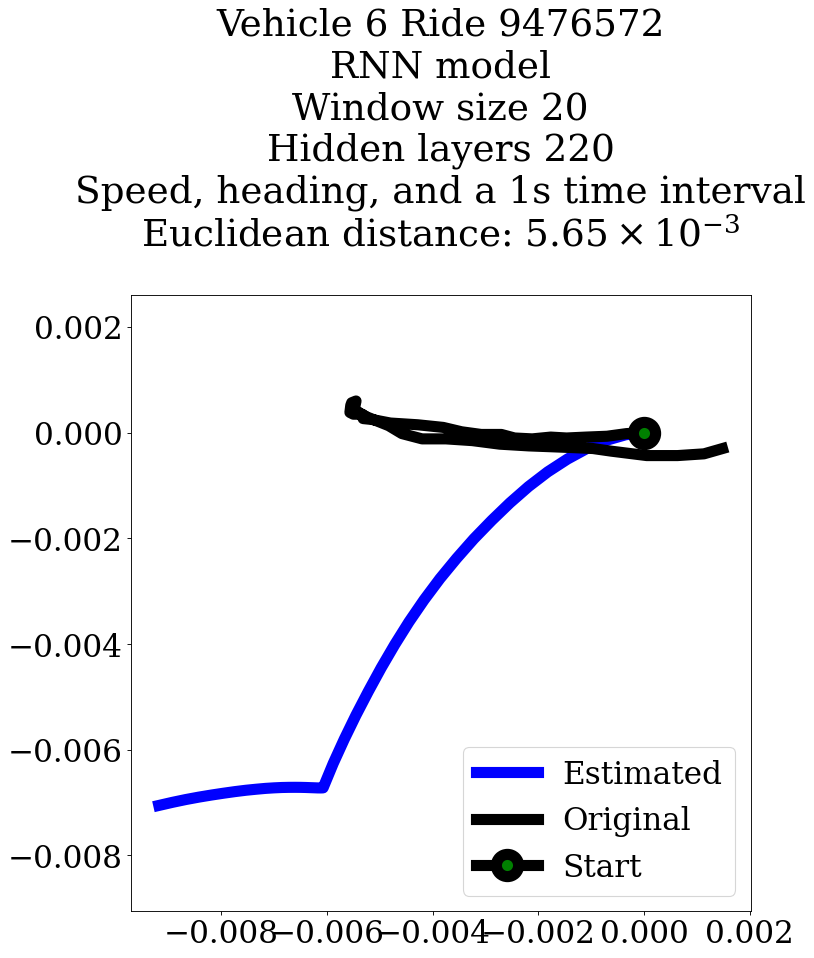 Vehicle 6 Ride 9476572
RNN model
Window size 20
Hidden layers 220
Speed, heading, and a 1s time interval
Euclidean distance: 5.65 × 10⁻³
0.002
0.000
−0.002
−0.004
−0.006
−0.008
Estimated
Original
Start
−0.008 −0.006 −0.004 −0.002 0.000 0.002